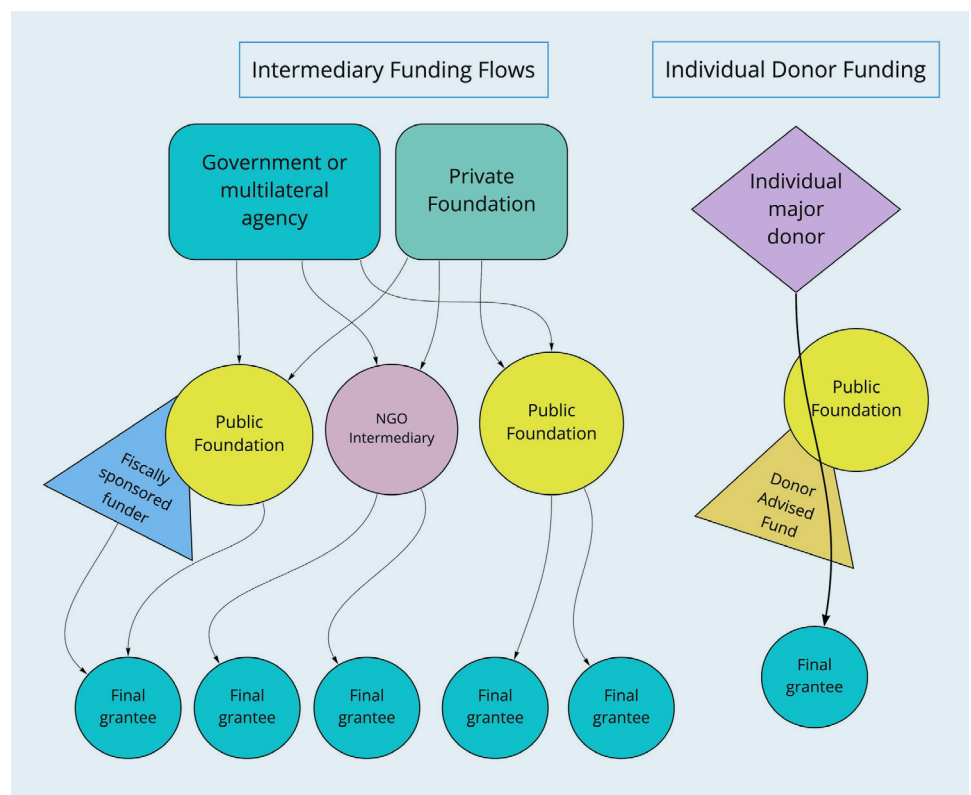 Intermediary Funding Flows
Individual Donor Funding
Government or
multilateral
agency
Private
Foundation
Individual
major
donor
Public
Foundation
Fiscally
sponsored
funder
NGO
Intermediary
Public
Foundation
Public
Foundation
Donor
Advised
Fund
Final
grantee
Final
grantee
Final
grantee
Final
grantee
Final
grantee
Final
grantee